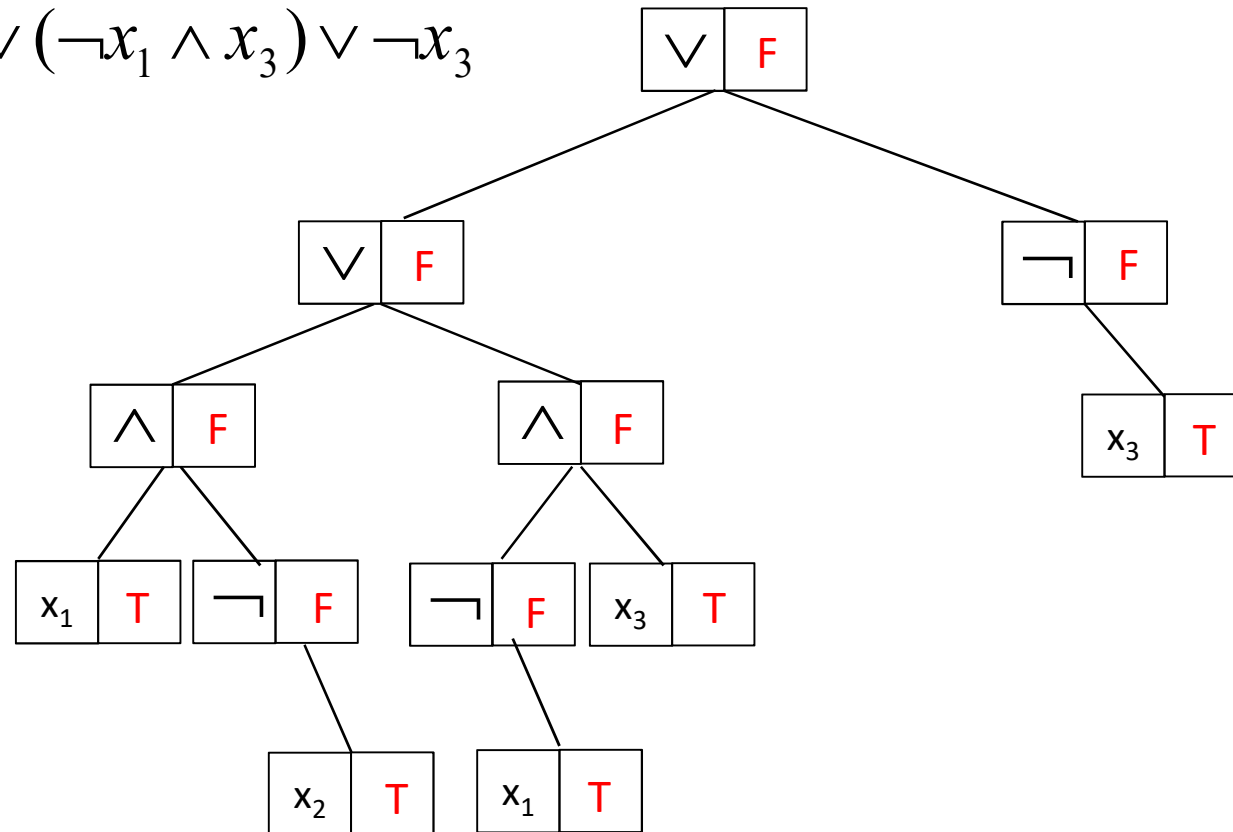 ∨ (¬x₁ ∧ x₃) ∨ ¬x₃
∨ F
∨ F ¬ F
∧ F ∧ F x₃ T
x₁ T ¬ F ¬ F x₃ T
x₂ T x₁ T